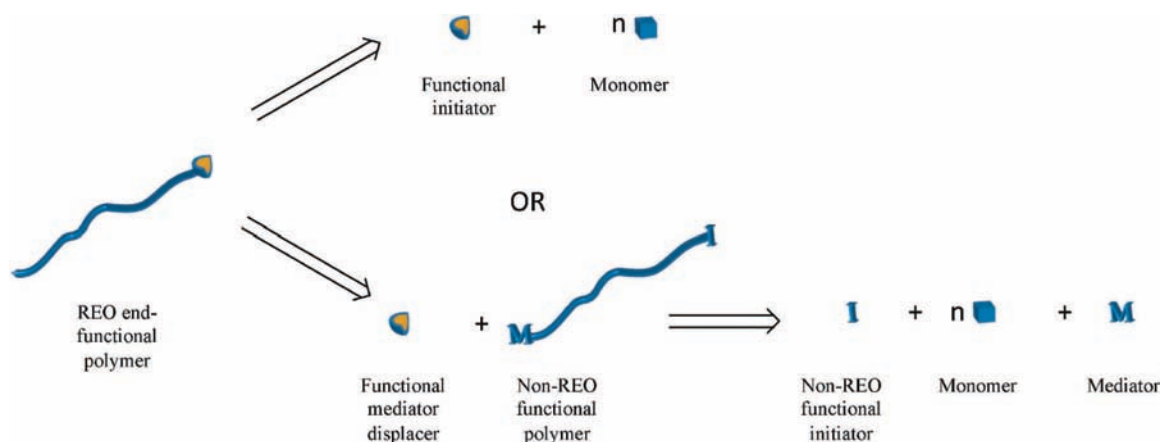 n +
Functional
initiator
Monomer
OR
REO end-
functional
polymer
+ M I
Functional
mediator
displacer
Non-REO
functional
polymer
I + n + M
Non-REO
functional
initiator
Monomer
Mediator